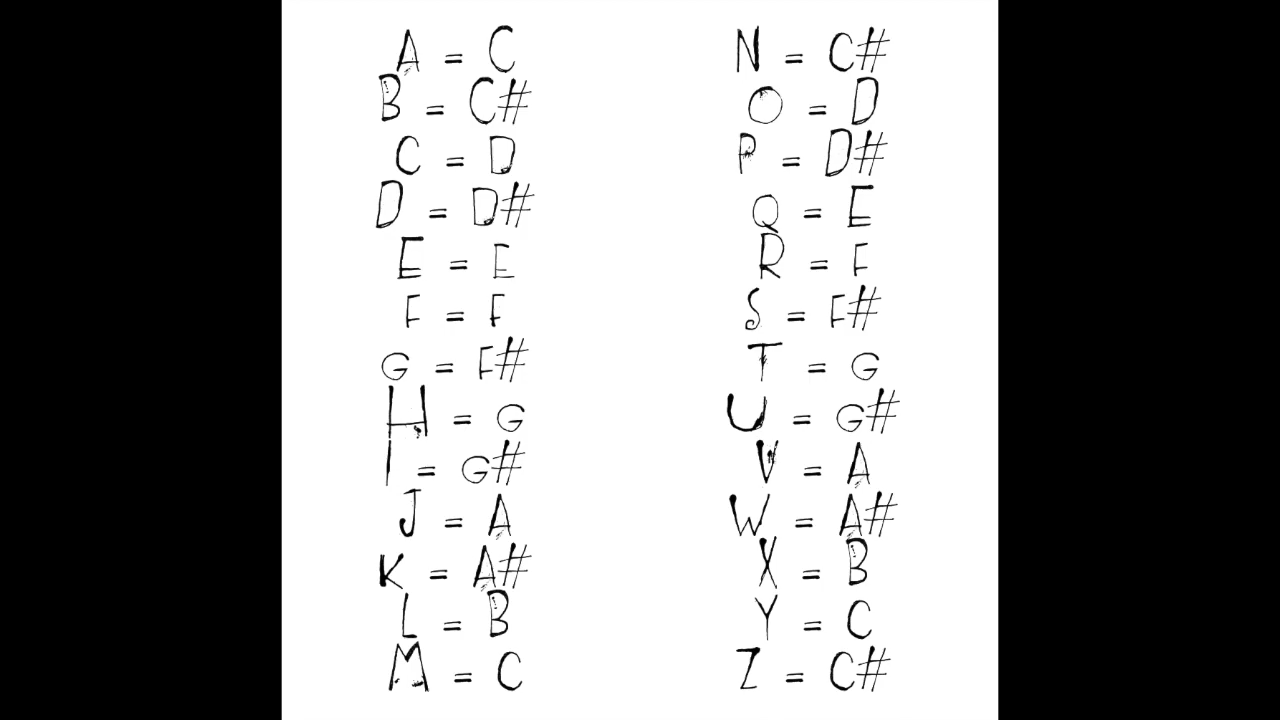 A = C
B = C#
C = D
D = D#
E = E
F = F
G = F#
H = G
I = G#
J = A
K = A#
L = B
M = C
N = C#
O = D
P = D#
Q = E
R = F
S = F#
T = G
U = G#
V = A
W = A#
X = B
Y = C
Z = C#